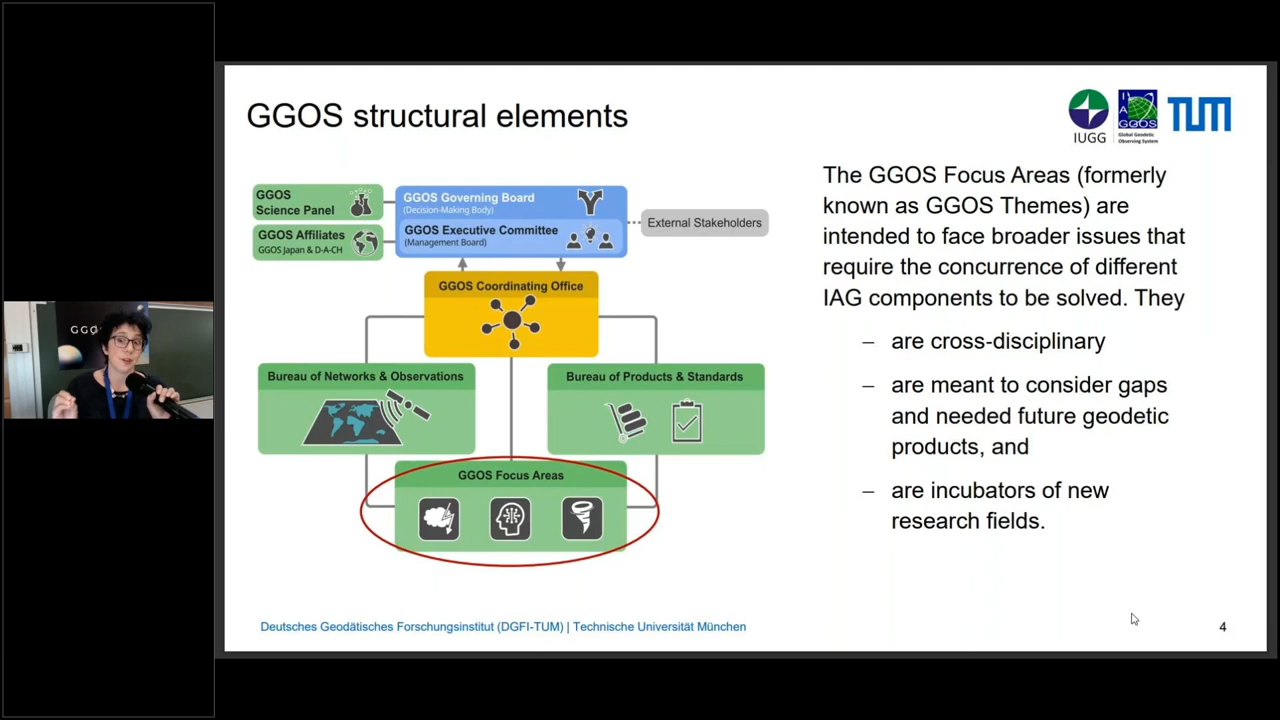 GGOS structural elements
IUGG
I
A
G
GGOS
Global Geodetic
Observing System
TUM
GGOS
Science Panel
GGOS Affiliates
GGOS Japan & D-A-CH
GGOS Governing Board
(Decision-Making Body)
GGOS Executive Committee
(Management Board)
External Stakeholders
GGOS Coordinating Office
Bureau of Networks & Observations
Bureau of Products & Standards
GGOS Focus Areas
The GGOS Focus Areas (formerly
known as GGOS Themes) are
intended to face broader issues that
require the concurrence of different
IAG components to be solved. They
– are cross-disciplinary
– are meant to consider gaps
and needed future geodetic
products, and
– are incubators of new
research fields.
GGOS
Deutsches Geodätisches Forschungsinstitut (DGFI-TUM) | Technische Universität München
4